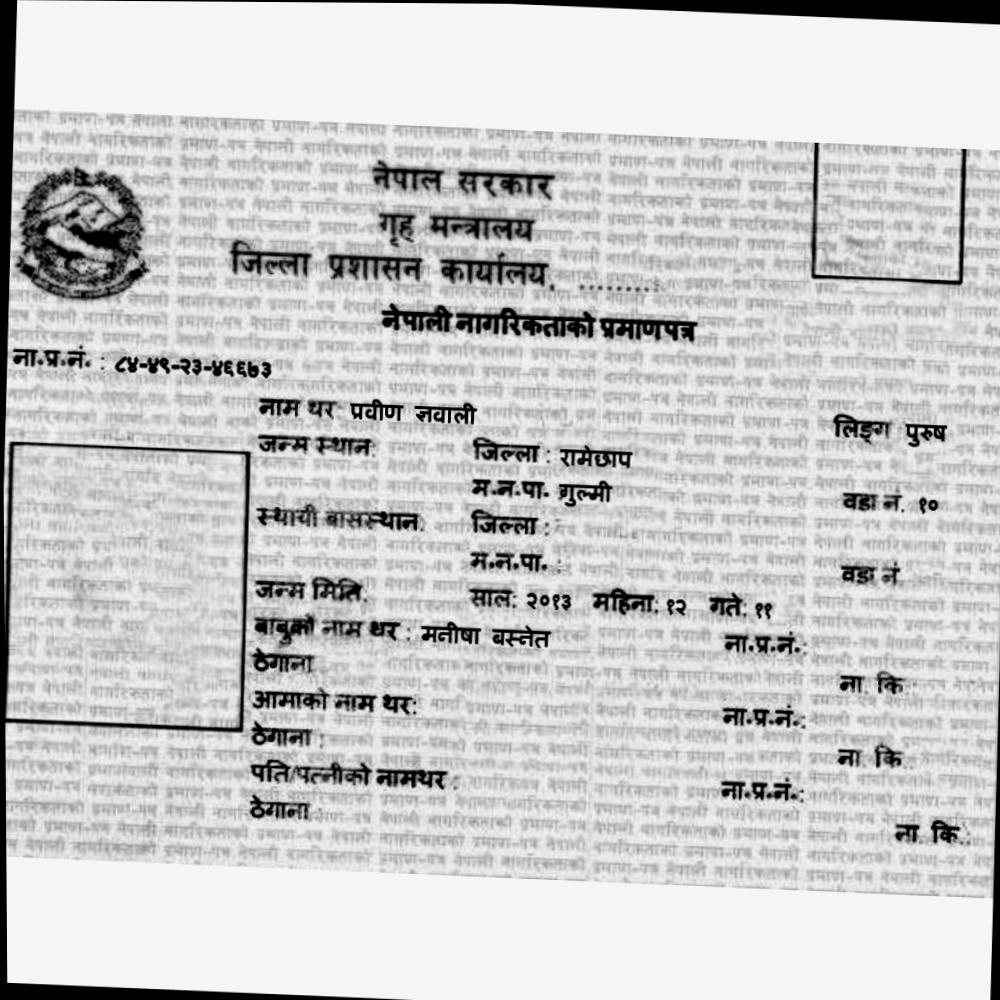 नेपाल सरकार
गृह मन्त्रालय
जिल्ला प्रशासन कार्यालय, .........
नेपाली नागरिकताको प्रमाणपत्र
ना.प्र.नं. : ८४-४९-२३-४६६७३
नाम थर: प्रवीण ज्ञवाली लिङ्ग पुरुष
जन्म स्थान: जिल्ला : रामेछाप
म.न.पा. गुल्मी वडा नं. १०
स्थायी बासस्थान: जिल्ला :
म.न.पा. : वडा नं.
जन्म मिति: साल: २०१३ महिना: १२ गते: ११
बाबुको नाम थर : मनीषा बस्नेत ना.प्र.नं.:
ठेगाना : ना. कि.:
आमाको नाम थर: ना.प्र.नं.:
ठेगाना : ना. कि.:
पति/पत्नीको नामथर : ना.प्र.नं.:
ठेगाना : ना. कि.: